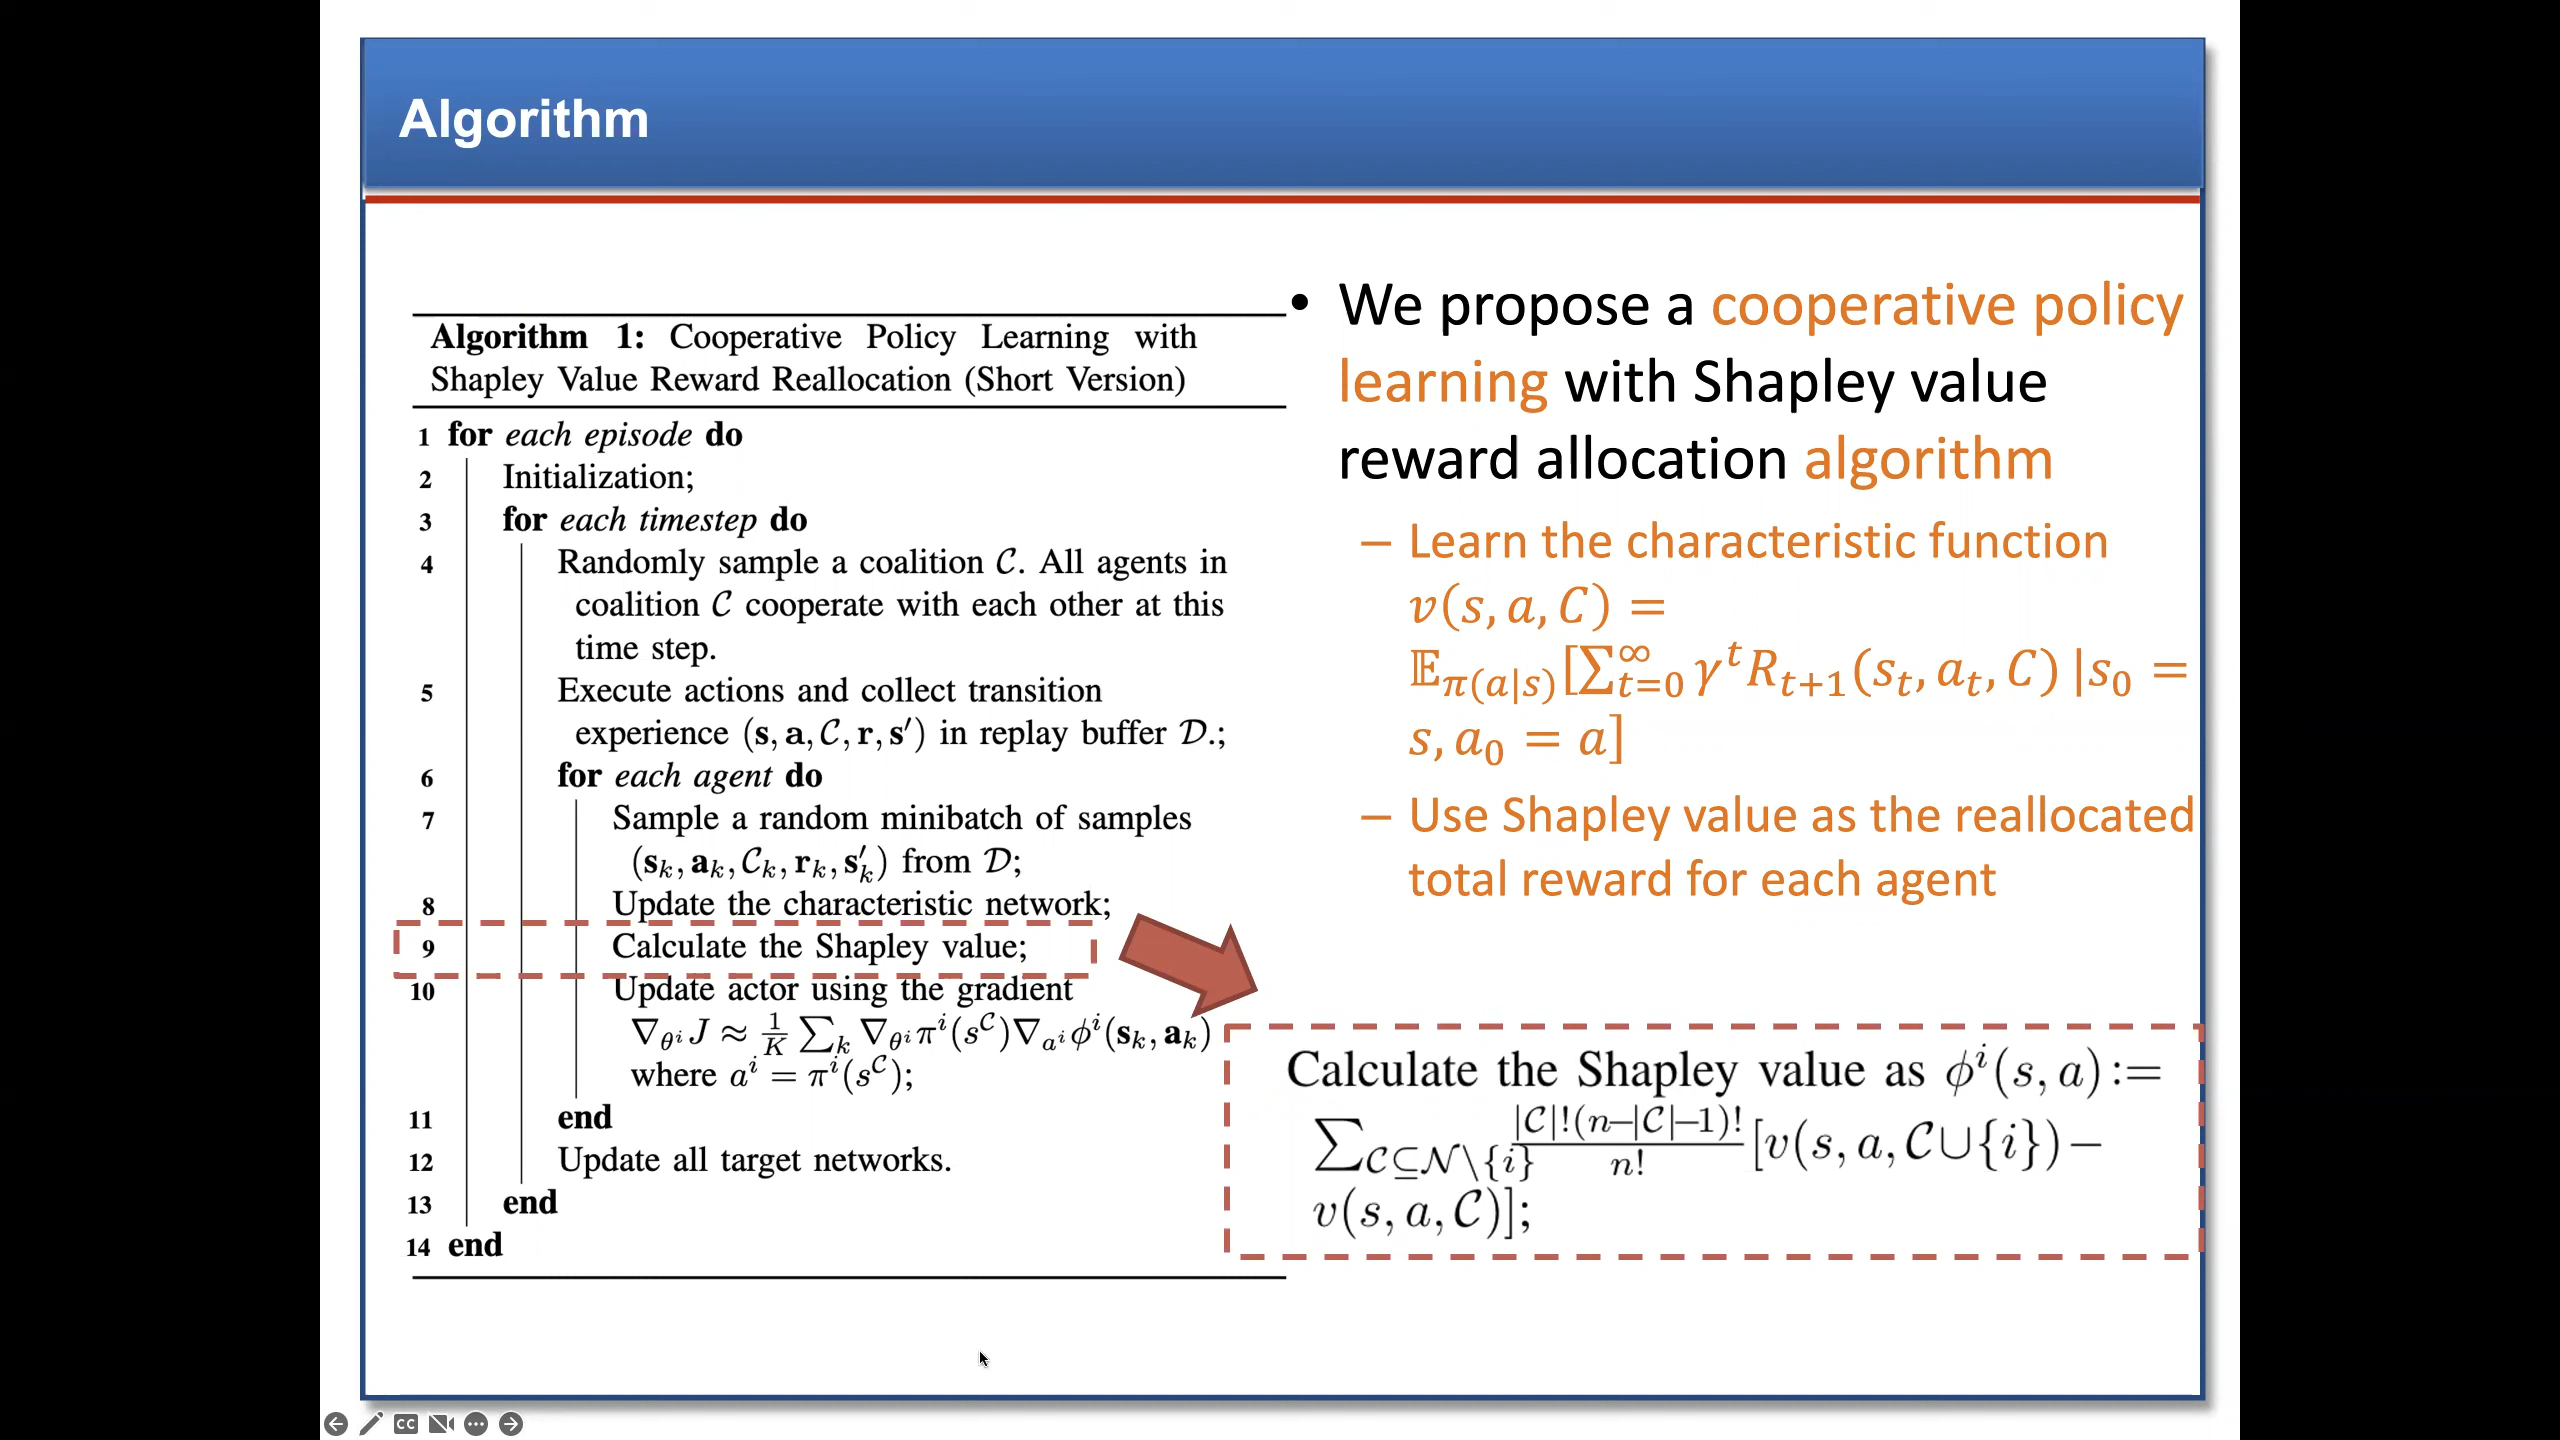 Algorithm
Algorithm 1: Cooperative Policy Learning with
Shapley Value Reward Reallocation (Short Version)
1 for each episode do
2 Initialization;
3 for each timestep do
4 Randomly sample a coalition 𝒞. All agents in
coalition 𝒞 cooperate with each other at this
time step.
5 Execute actions and collect transition
experience (s, a, 𝒞, r, s′) in replay buffer 𝒟.;
6 for each agent do
7 Sample a random minibatch of samples
(s_k, a_k, 𝒞_k, r_k, s′_k) from 𝒟;
8 Update the characteristic network;
9 Calculate the Shapley value;
10 Update actor using the gradient
∇_{θ^i} J ≈ 1/K ∑_k ∇_{θ^i} π^i(s^𝒞) ∇_{a^i} ϕ^i(s_k, a_k)
where a^i = π^i(s^𝒞);
11 end
12 Update all target networks.
13 end
14 end
• We propose a cooperative policy
learning with Shapley value
reward allocation algorithm
– Learn the characteristic function
v(s, a, C) =
𝔼_{π(a|s)}[∑_{t=0}^{∞} γ^t R_{t+1}(s_t, a_t, C) |s_0 =
s, a_0 = a]
– Use Shapley value as the reallocated
total reward for each agent
Calculate the Shapley value as ϕ^i(s, a) :=
∑_{𝒞⊆𝒩\{i}} |𝒞|!(n−|𝒞|−1)!/n! [v(s, a, 𝒞∪{i})−
v(s, a, 𝒞)];
CC